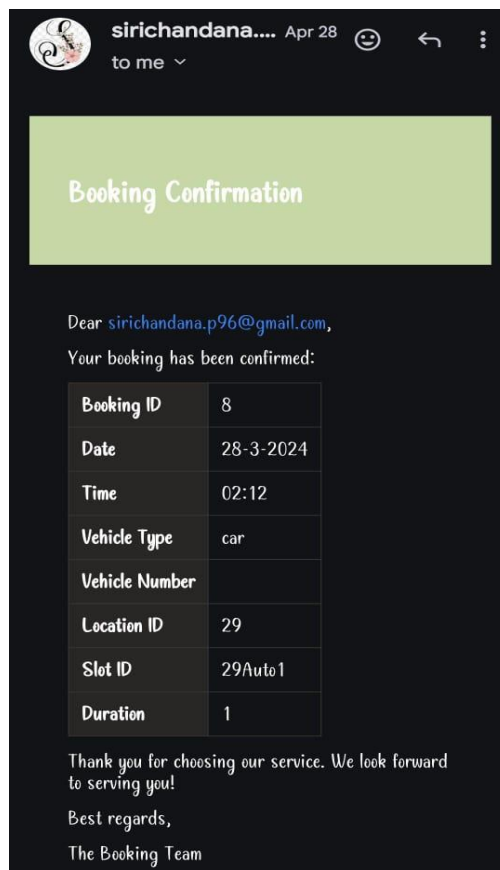 sirichandana.... Apr 28
to me
Booking Confirmation
Dear sirichandana.p96@gmail.com,
Your booking has been confirmed:
Booking ID 8
Date 28-3-2024
Time 02:12
Vehicle Type car
Vehicle Number
Location ID 29
Slot ID 29Auto1
Duration 1
Thank you for choosing our service. We look forward
to serving you!
Best regards,
The Booking Team